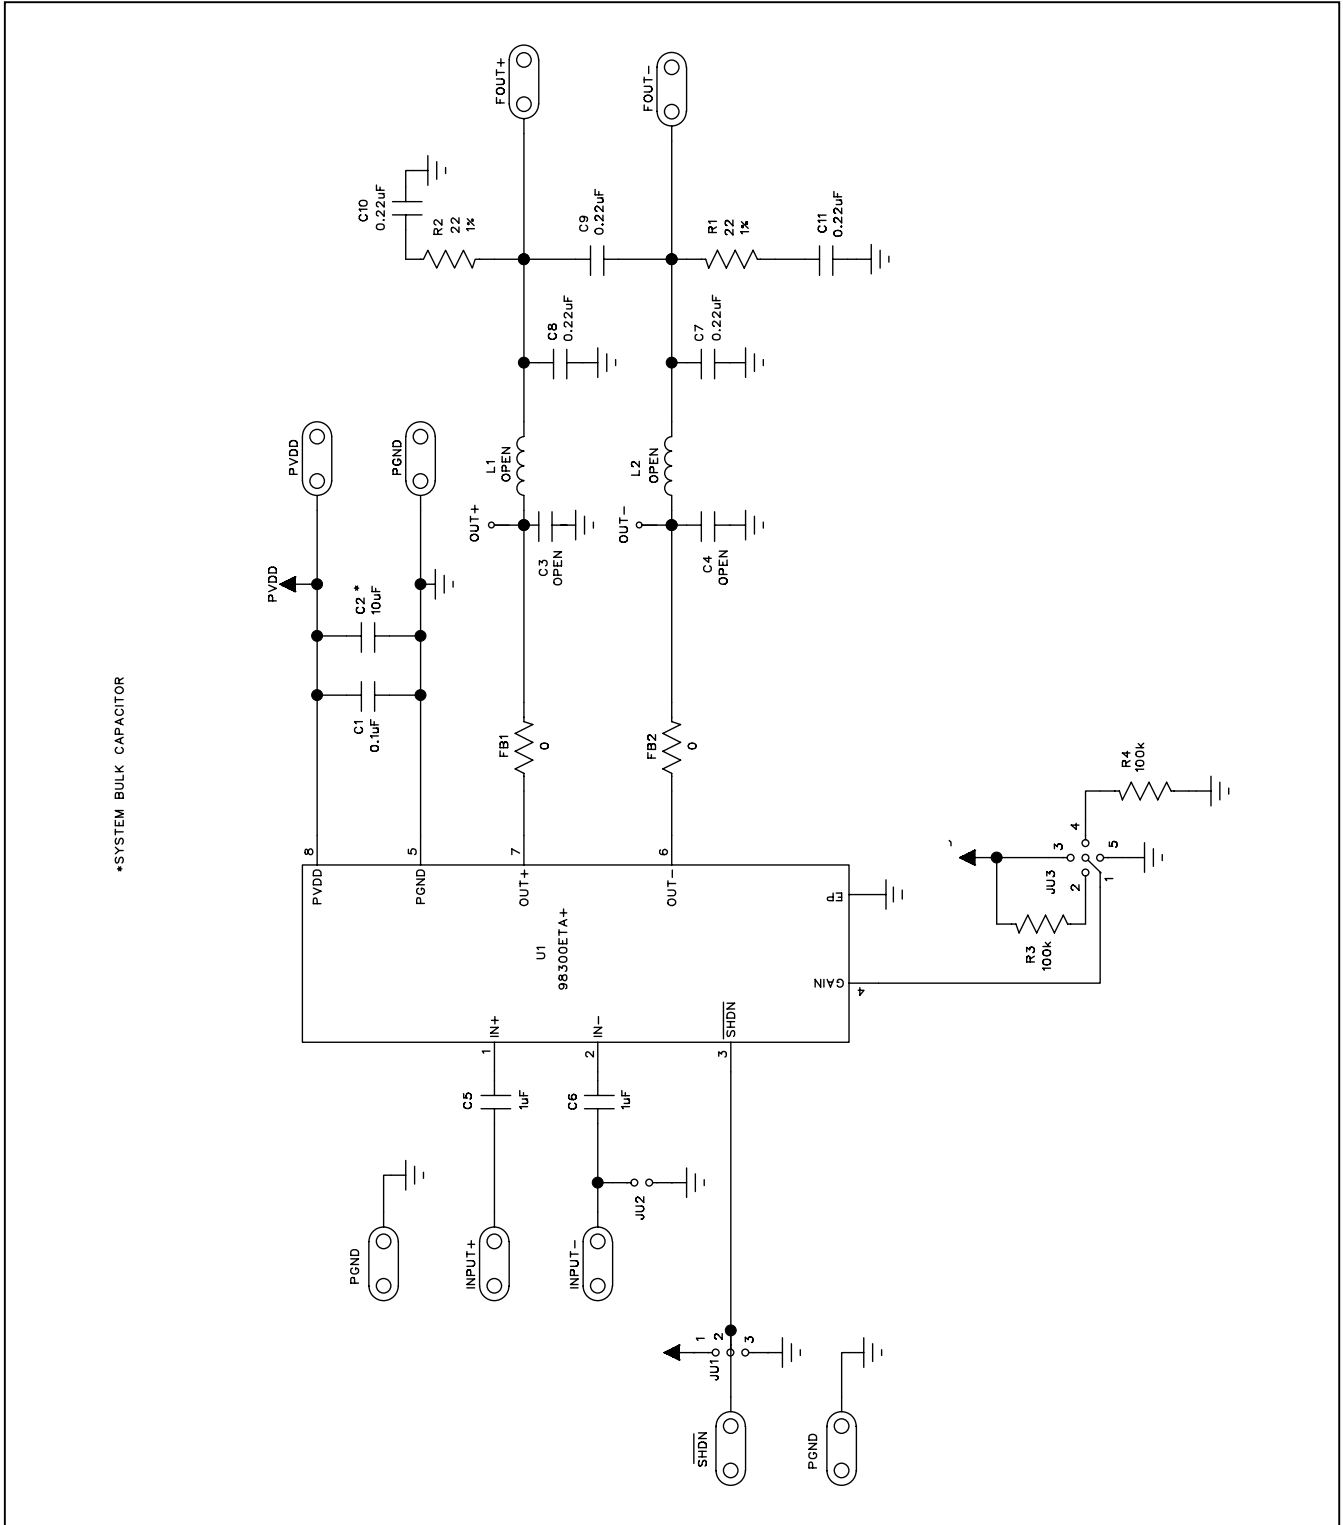 *SYSTEM BULK CAPACITOR
FOUT+
FOUT-
C10
0.22uF
R2
22
1%
C9
0.22uF
R1
22
1%
C11
0.22uF
C8
0.22uF
C7
0.22uF
PVDD
PGND
L1
OPEN
L2
OPEN
OUT+
OUT-
C3
OPEN
C4
OPEN
PVDD
C2 *
10uF
C1
0.1uF
FB1
0
FB2
0
R4
100k
8
5
7
6
PVDD
PGND
OUT+
OUT-
EP
U1
98300ETA+
GAIN
4
IN+
IN-
SHDN
1
2
3
JU3
3
4
2
5
1
R3
100k
C5
1uF
C6
1uF
JU2
PGND
INPUT+
INPUT-
JU1
1
2
3
SHDN
PGND